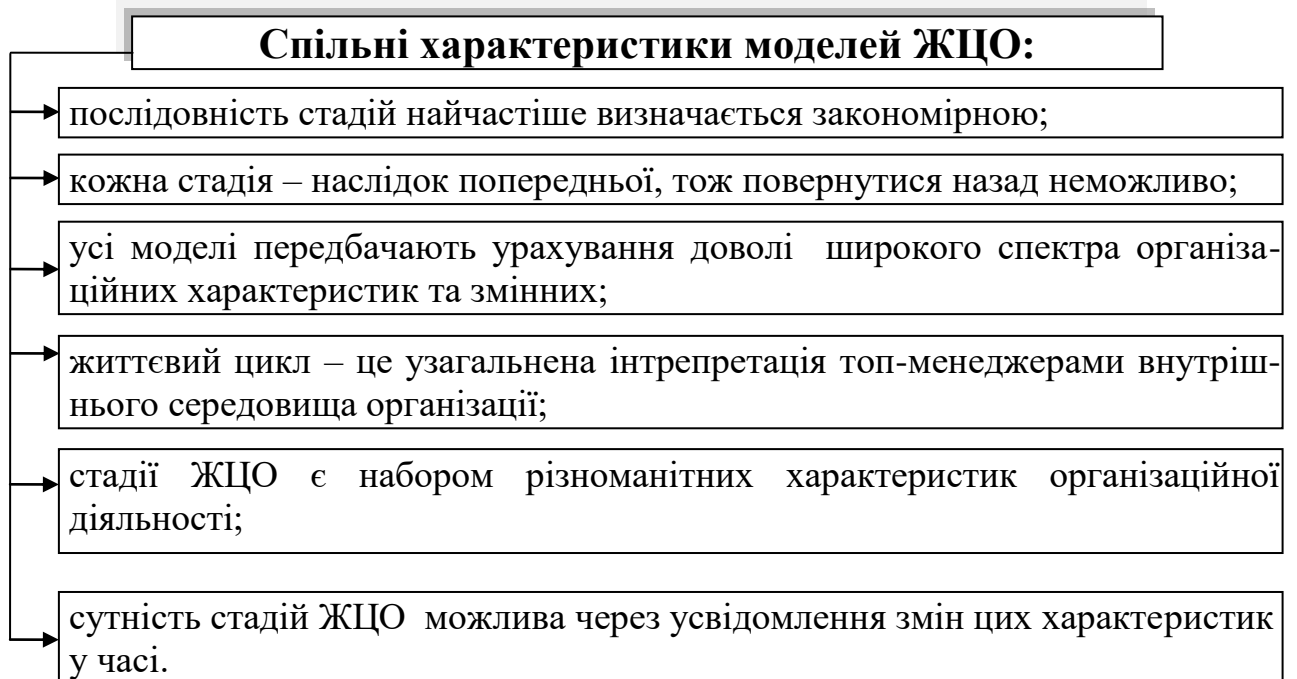 Спільні характеристики моделей ЖЦО:
послідовність стадій найчастіше визначається закономірною;
кожна стадія – наслідок попередньої, тож повернутися назад неможливо;
усі моделі передбачають урахування доволі широкого спектра організа-
ційних характеристик та змінних;
життєвий цикл – це узагальнена інтрепретація топ-менеджерами внутріш-
нього середовища організації;
стадії ЖЦО є набором різноманітних характеристик організаційної
діяльності;
сутність стадій ЖЦО можлива через усвідомлення змін цих характеристик
у часі.